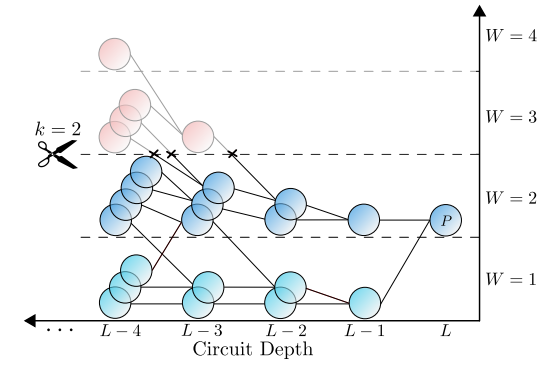 W = 4
W = 3
k = 2
W = 2
P
W = 1
· · · L − 4 L − 3 L − 2 L − 1 L
Circuit Depth